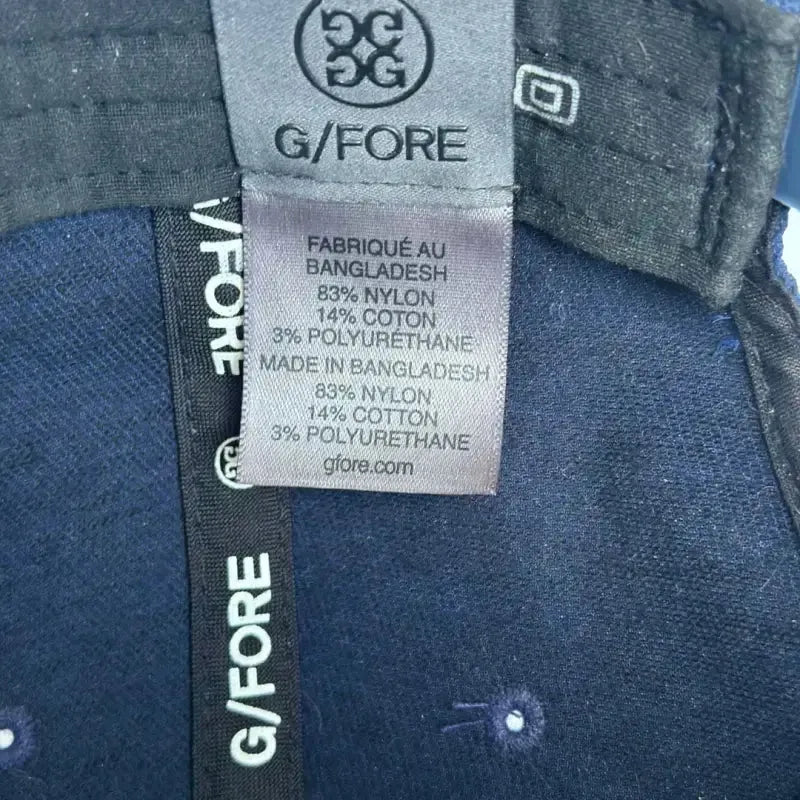 G/FORE
FABRIQUÉ AU
BANGLADESH
83% NYLON
14% COTON
3% POLYURÉTHANE
MADE IN BANGLADESH
83% NYLON
14% COTTON
3% POLYURETHANE
gfore.com
/FORE
G/FORE